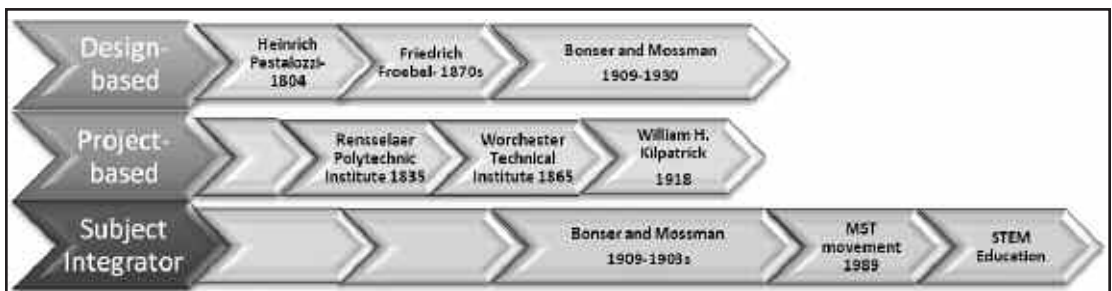 Design-
based
Heinrich
Pestalozzi-
1804
Friedrich
Froebel- 1870s
Bonser and Mossman
1909-1930
Project-
based
Rensselaer
Polytechnic
Institute 1835
Worchester
Technical
Institute 1865
William H.
Kilpatrick
1918
Subject
Integrator
Bonser and Mossman
1909-1903s
MST
movement
1989
STEM
Education